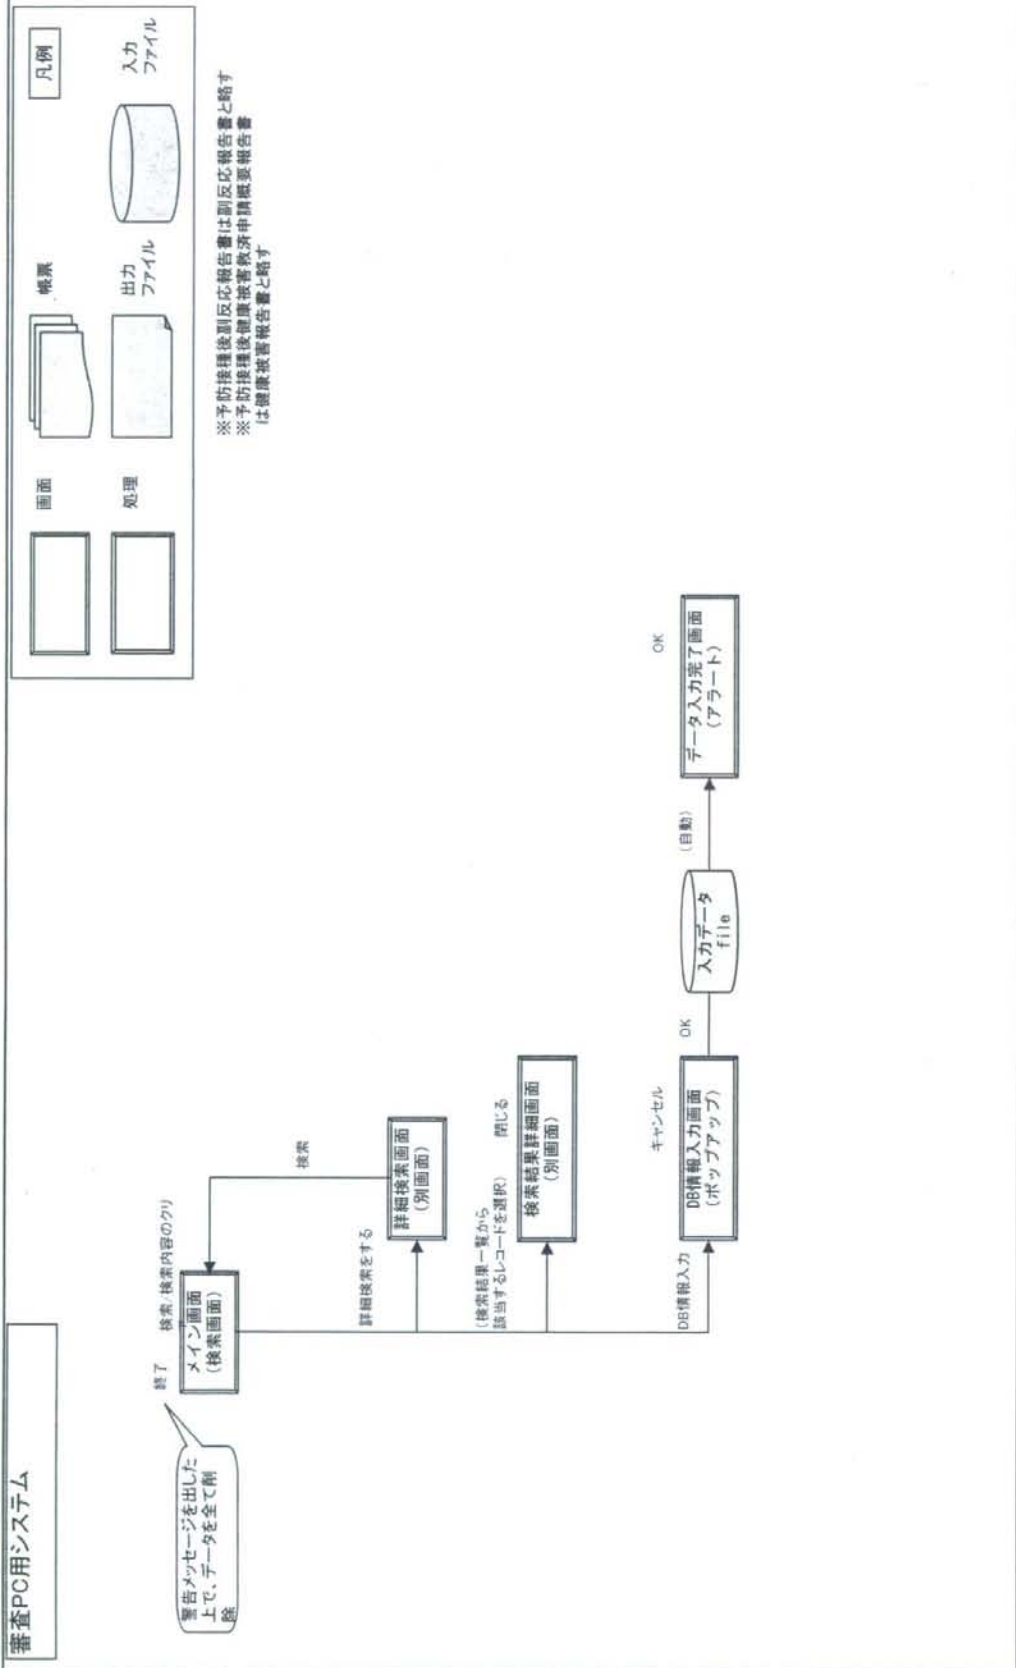 審査PC用システム
凡例
画面
帳票
処理
出力
ファイル
入力
ファイル
※予防接種後副反応報告書は副反応報告書と略す
※予防接種後健康被害救済申請概要報告書
は健康被害報告書と略す
警告メッセージを出した
上で、データを全て削
除
終了
検索/検索内容のクリ
メイン画面
(検索画面)
検索
詳細検索をする
詳細検索画面
(別画面)
(検索結果一覧から
該当するレコードを選択)
閉じる
検索結果詳細画面
(別画面)
DB情報入力
キャンセル
DB情報入力画面
(ポップアップ)
OK
入力データ
file
(自動)
OK
データ入力完了画面
(アラート)